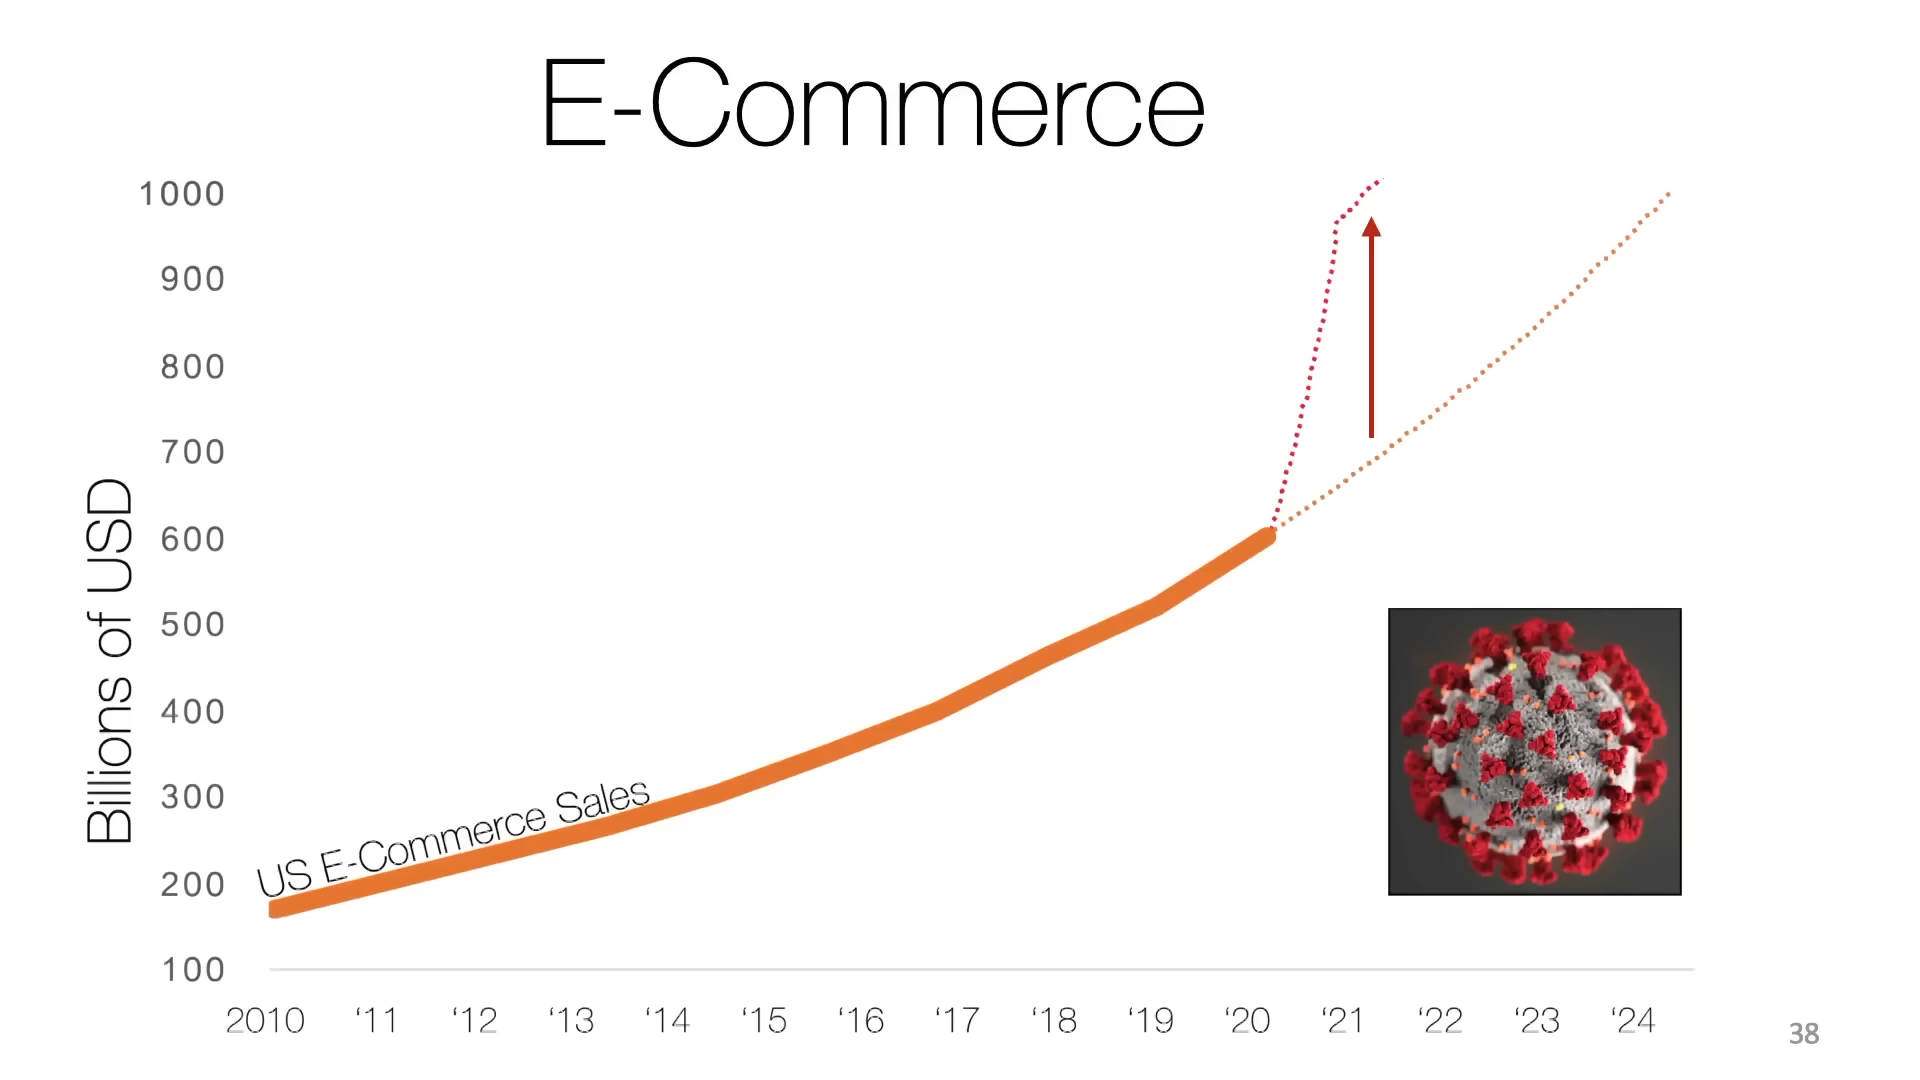 E-Commerce
1000
900
800
700
600
500
400
300
200
100
Billions of USD
US E-Commerce Sales
2010 ‘11 ‘12 ‘13 ‘14 ‘15 ‘16 ‘17 ‘18 ‘19 ‘20 ‘21 ‘22 ‘23 ‘24
38